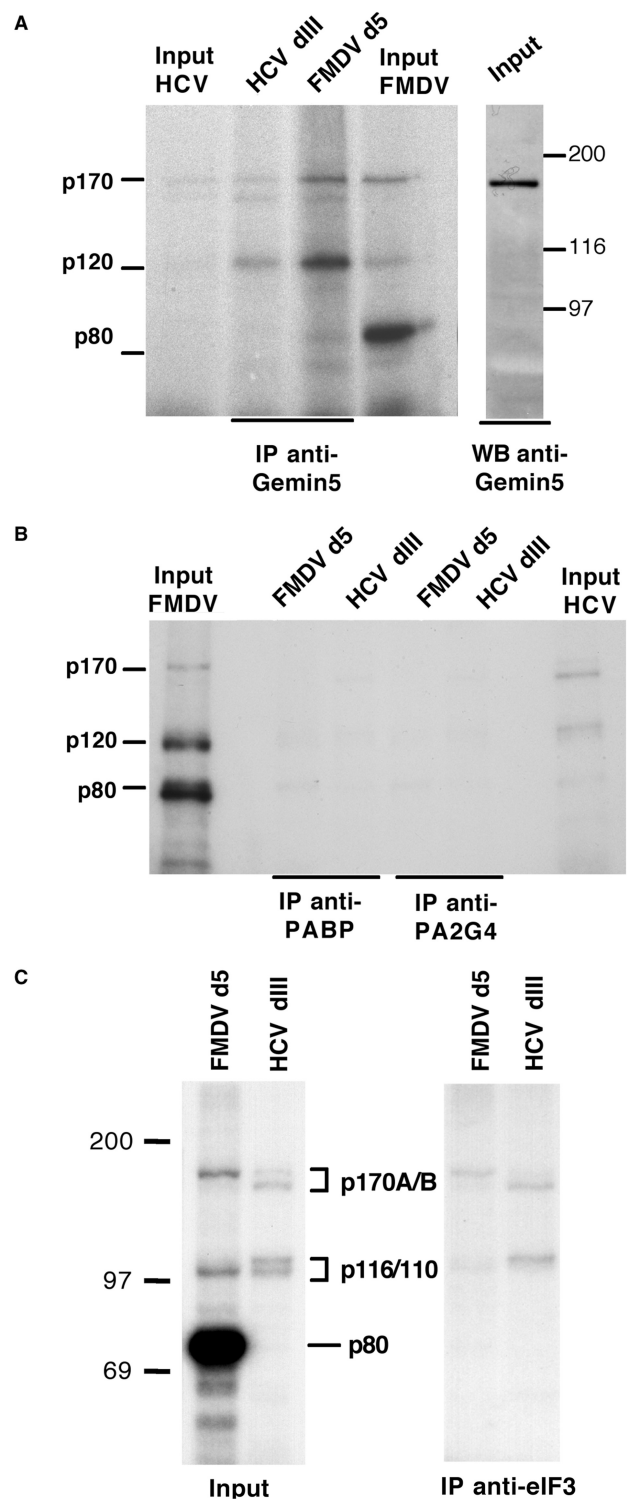 A
Input
HCV
HCV dIII
FMDV d5
Input
FMDV
Input
p170
p120
p80
200
116
97
IP anti-
Gemin5
WB anti-
Gemin5
B
Input
FMDV
FMDV d5
HCV dIII
FMDV d5
HCV dIII
Input
HCV
p170
p120
p80
IP anti-
PABP
IP anti-
PA2G4
C
FMDV d5
HCV dIII
FMDV d5
HCV dIII
200
97
69
p170A/B
p116/110
p80
Input
IP anti-eIF3